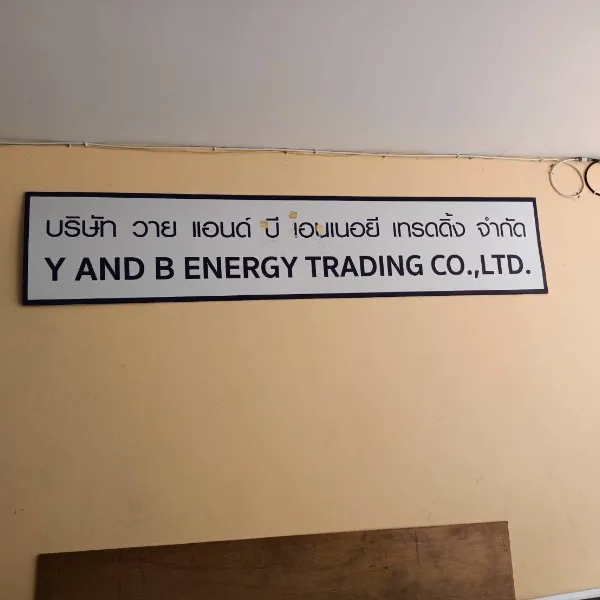 บริษัท วาย แอนด์ บี เอนเนอยี เทรดดิ้ง จำกัด
Y AND B ENERGY TRADING CO.,LTD.